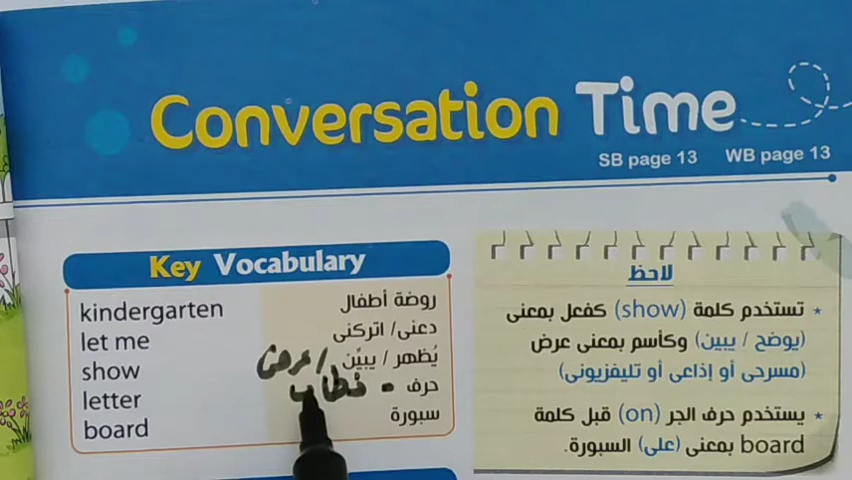 Conversation Time
SB page 13 WB page 13
Key Vocabulary
kindergarten روضة أطفال
let me دعنى/ اتركنى
show يُظهر / يبيِّن / عرض
letter حرف - خطاب
board سبورة
لاحظ
* تستخدم كلمة (show) كفعل بمعنى
(يوضح / يبين) وكأسم بمعنى عرض
(مسرحى أو إذاعى أو تليفزيونى)
* يستخدم حرف الجر (on) قبل كلمة
board بمعنى (على) السبورة.